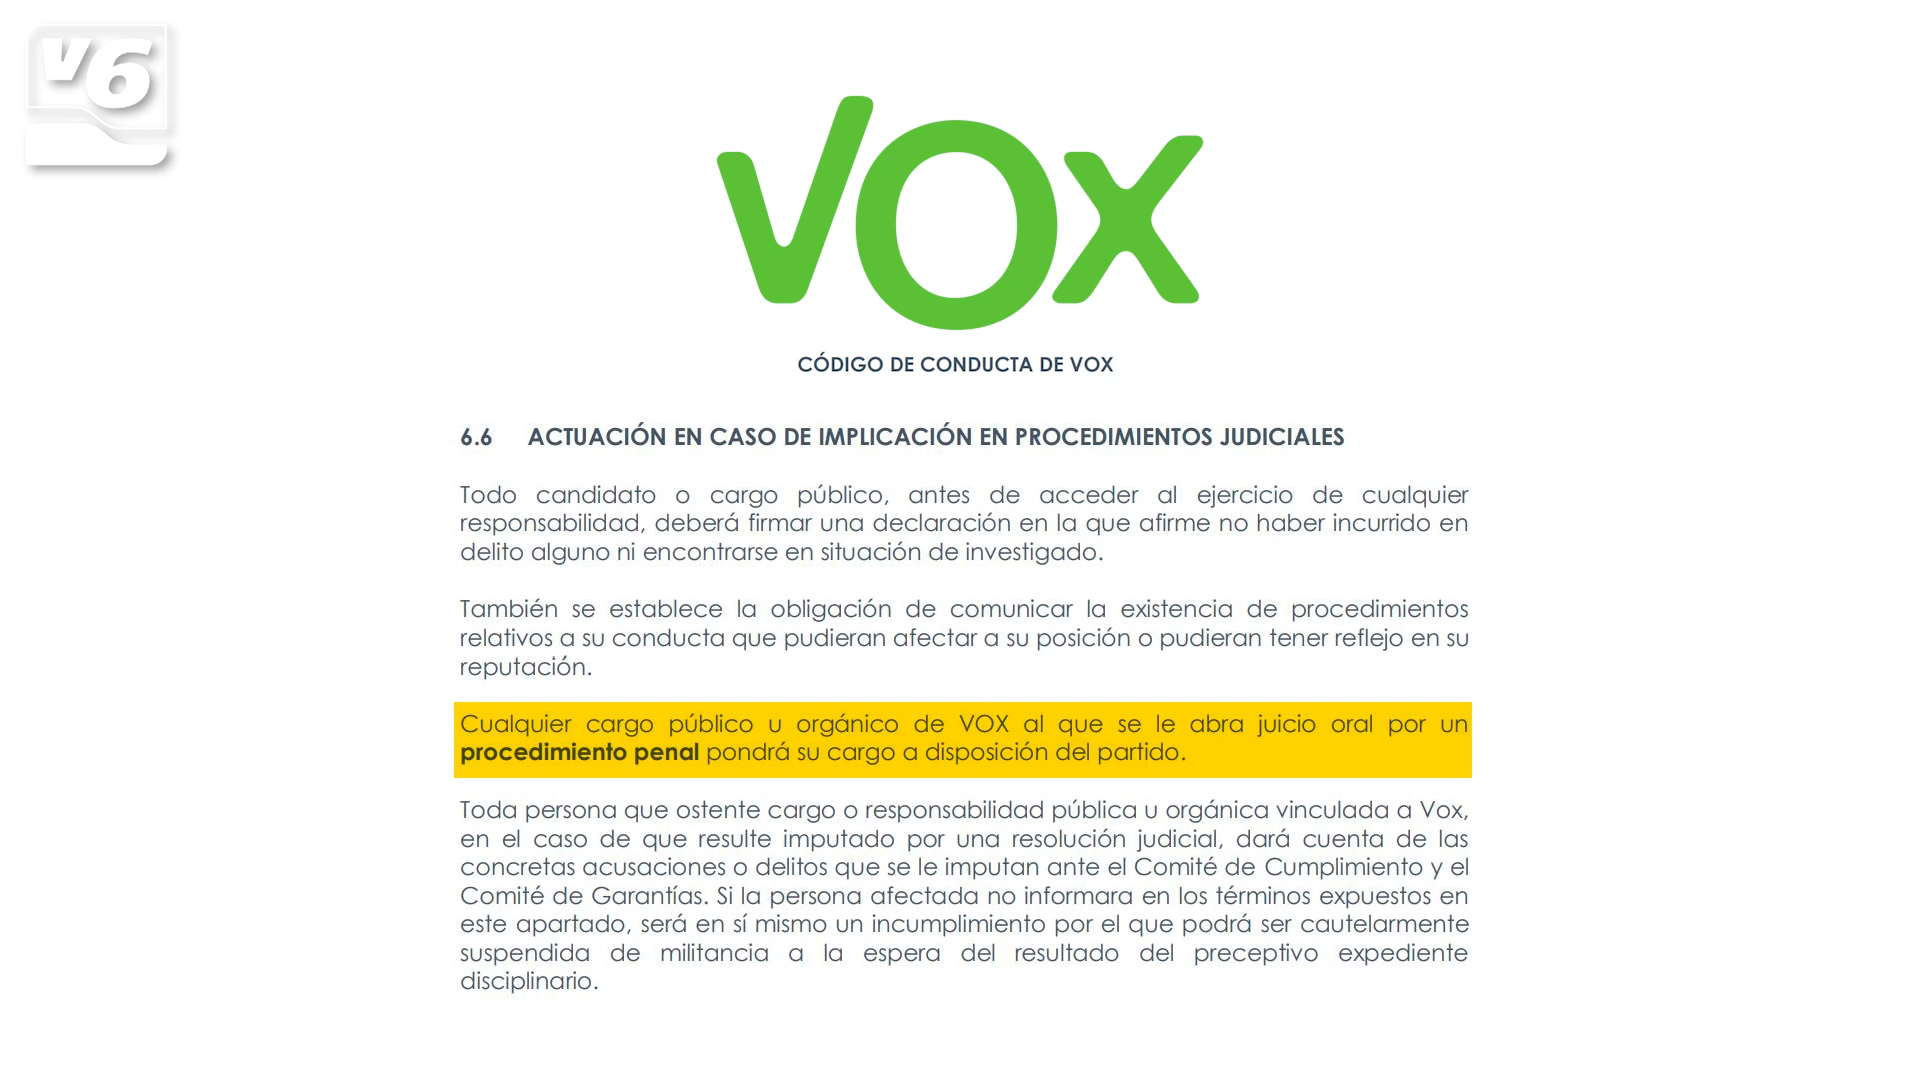 v6
VOX
CÓDIGO DE CONDUCTA DE VOX
6.6 ACTUACIÓN EN CASO DE IMPLICACIÓN EN PROCEDIMIENTOS JUDICIALES
Todo candidato o cargo público, antes de acceder al ejercicio de cualquier
responsabilidad, deberá firmar una declaración en la que afirme no haber incurrido en
delito alguno ni encontrarse en situación de investigado.
También se establece la obligación de comunicar la existencia de procedimientos
relativos a su conducta que pudieran afectar a su posición o pudieran tener reflejo en su
reputación.
Cualquier cargo público u orgánico de VOX al que se le abra juicio oral por un
procedimiento penal pondrá su cargo a disposición del partido.
Toda persona que ostente cargo o responsabilidad pública u orgánica vinculada a Vox,
en el caso de que resulte imputado por una resolución judicial, dará cuenta de las
concretas acusaciones o delitos que se le imputan ante el Comité de Cumplimiento y el
Comité de Garantías. Si la persona afectada no informara en los términos expuestos en
este apartado, será en sí mismo un incumplimiento por el que podrá ser cautelarmente
suspendida de militancia a la espera del resultado del preceptivo expediente
disciplinario.